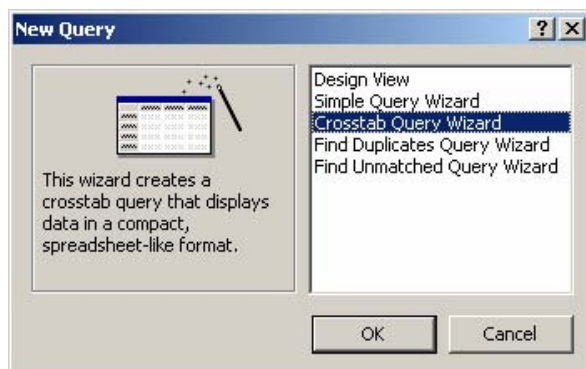 New Query
This wizard creates a
crosstab query that displays
data in a compact,
spreadsheet-like format.
Design View
Simple Query Wizard
Crosstab Query Wizard
Find Duplicates Query Wizard
Find Unmatched Query Wizard
OK
Cancel